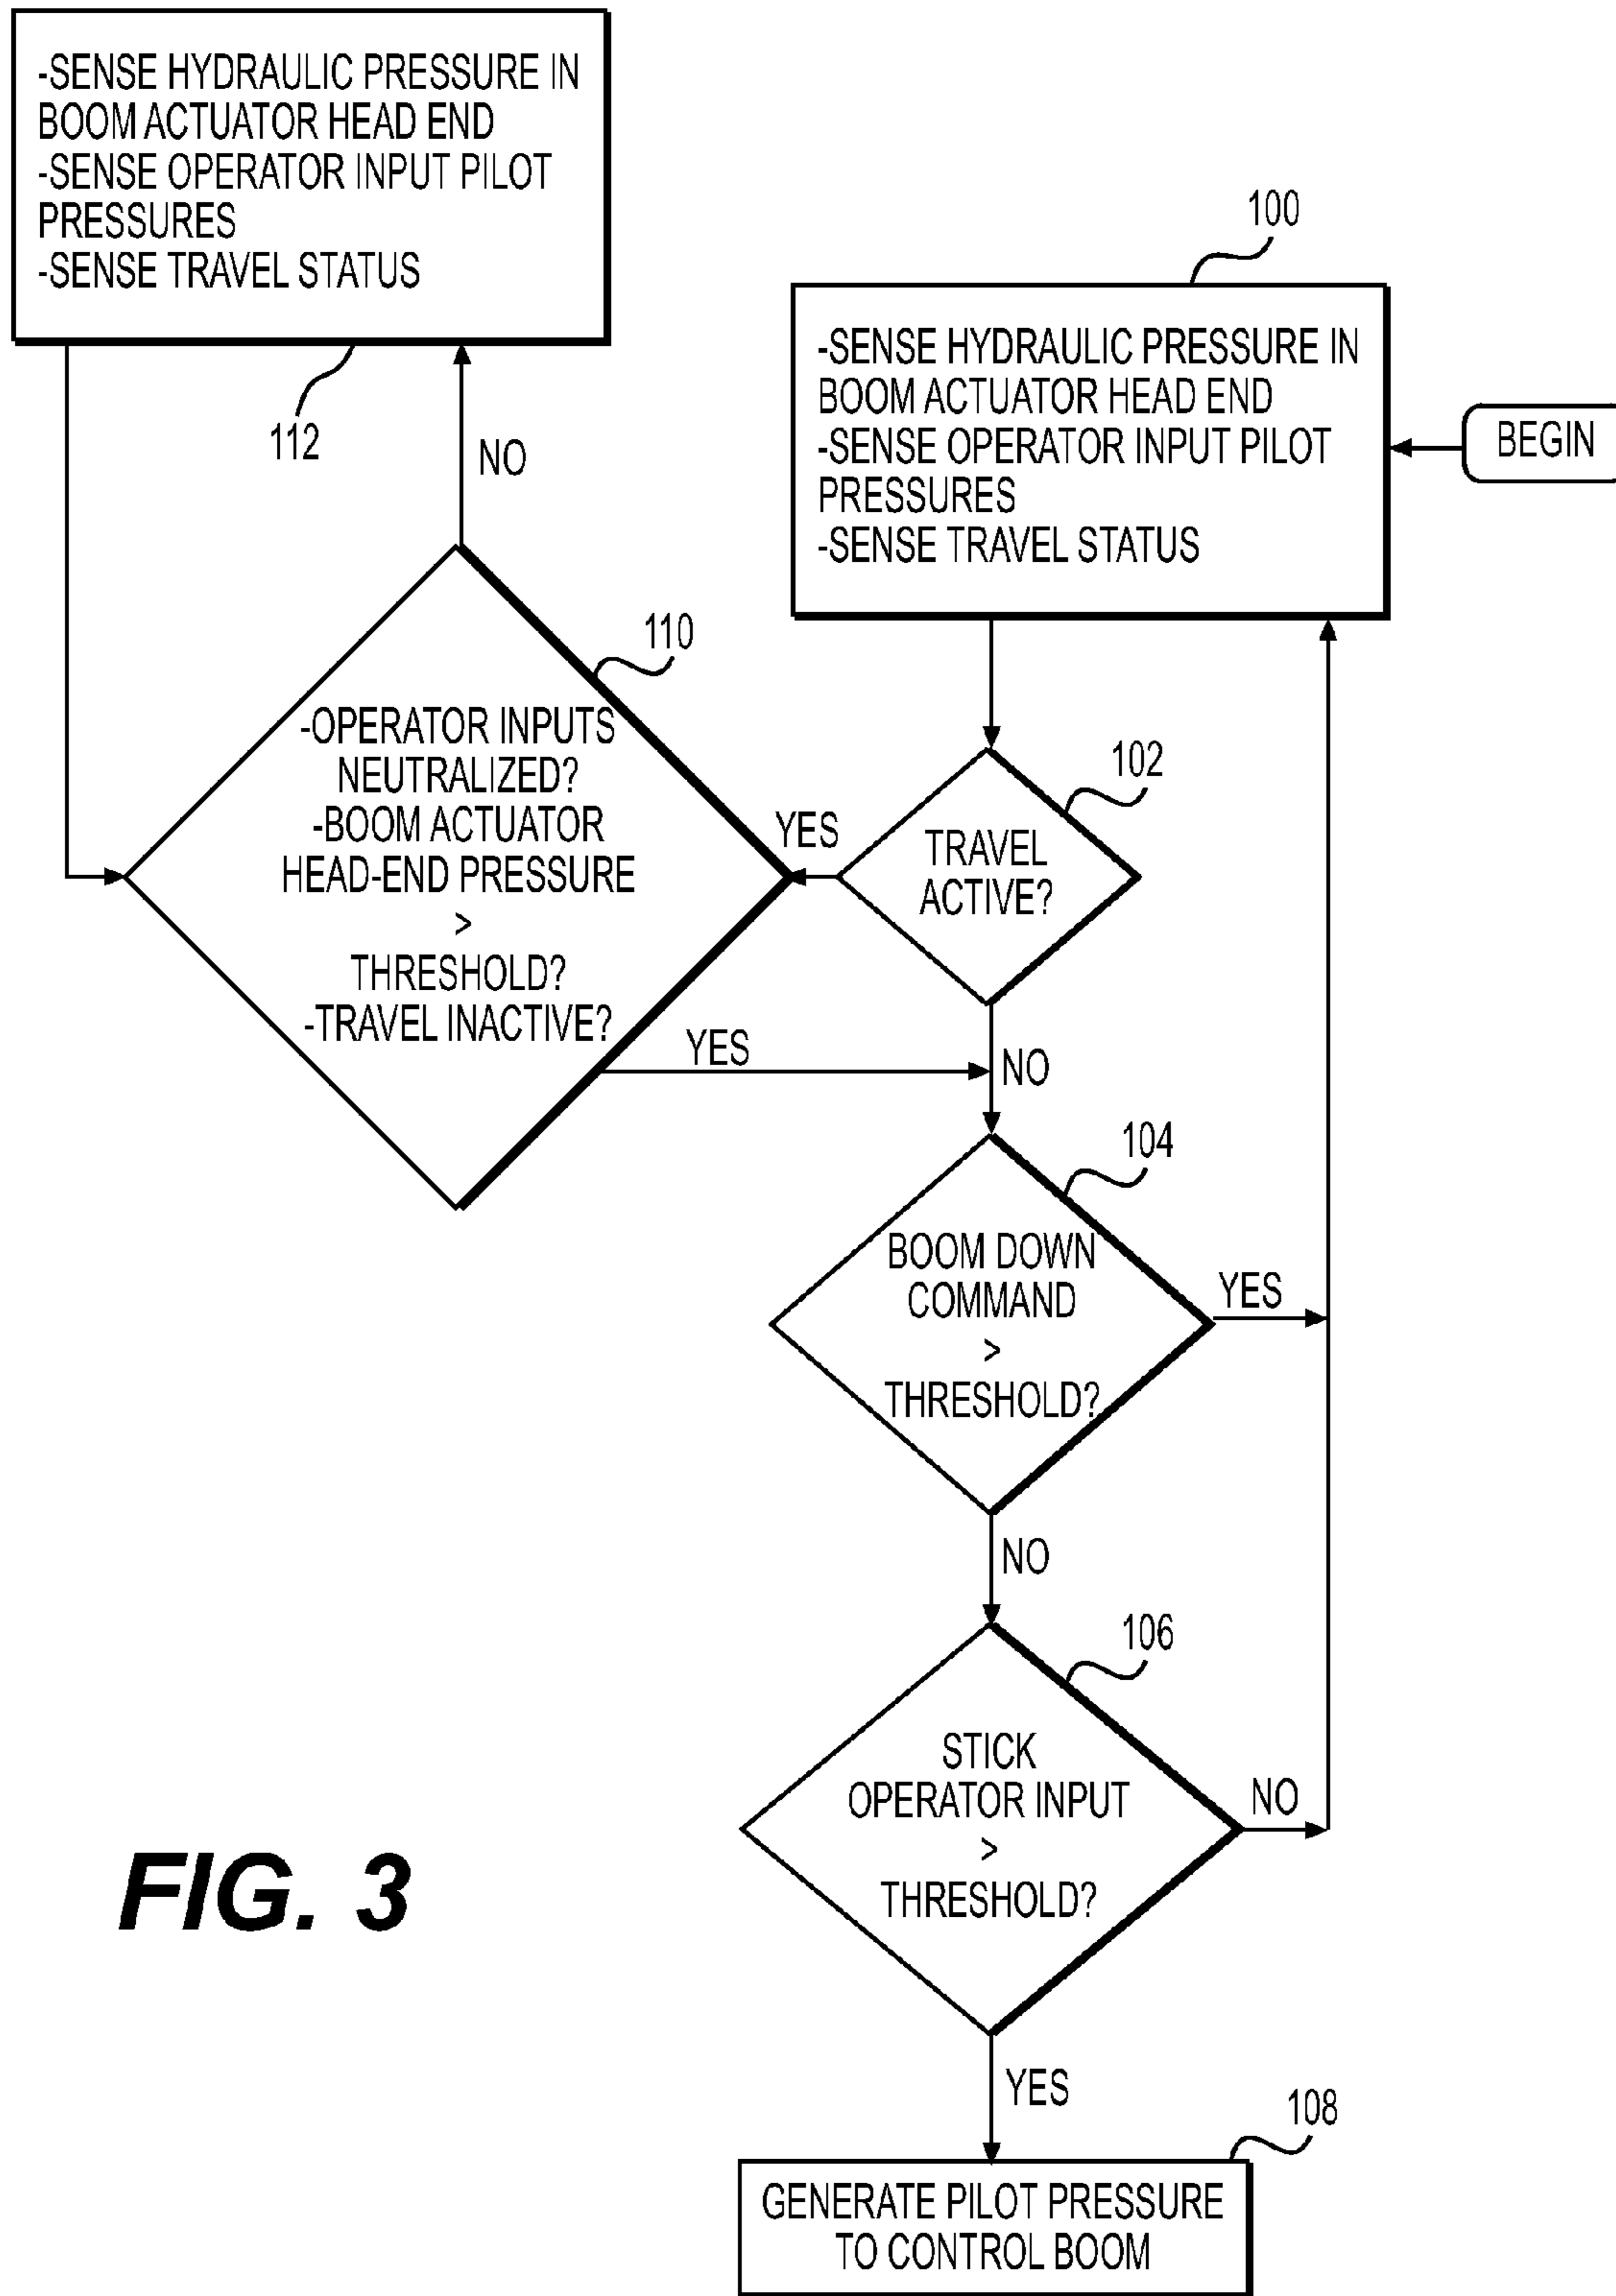 -SENSE HYDRAULIC PRESSURE IN
BOOM ACTUATOR HEAD END
-SENSE OPERATOR INPUT PILOT
PRESSURES
-SENSE TRAVEL STATUS
112
NO
100
-SENSE HYDRAULIC PRESSURE IN
BOOM ACTUATOR HEAD END
-SENSE OPERATOR INPUT PILOT
PRESSURES
-SENSE TRAVEL STATUS
BEGIN
110
-OPERATOR INPUTS
NEUTRALIZED?
-BOOM ACTUATOR
HEAD-END PRESSURE
>
THRESHOLD?
-TRAVEL INACTIVE?
YES
102
TRAVEL
ACTIVE?
YES
NO
104
BOOM DOWN
COMMAND
>
THRESHOLD?
YES
NO
106
STICK
OPERATOR INPUT
>
THRESHOLD?
NO
YES
108
GENERATE PILOT PRESSURE
TO CONTROL BOOM
FIG. 3